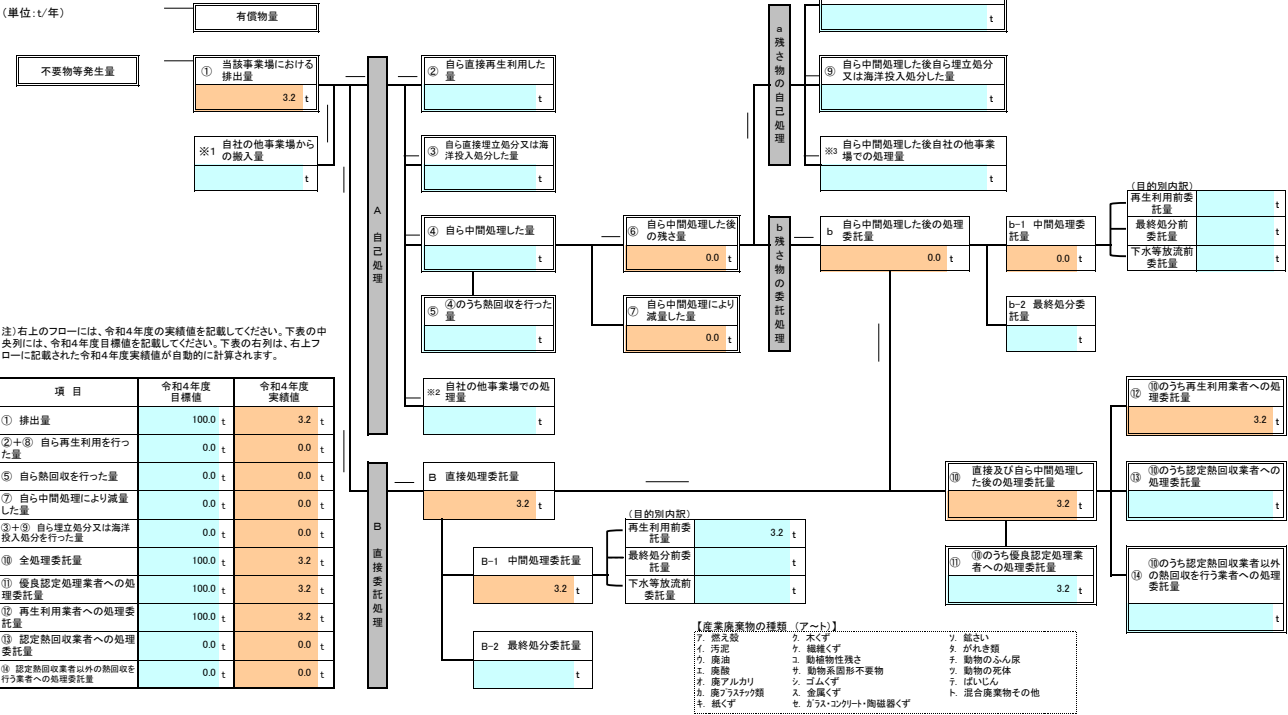 (単位:t/年)
有償物量
t
不要物等発生量
① 当該事業場における
排出量
3.2 t
※1 自社の他事業場から
の搬入量
t
A 自己処理
② 自ら直接再生利用した
量
t
③ 自ら直接埋立処分又は海
洋投入処分した量
t
④ 自ら中間処理した量
t
⑤ ④のうち熱回収を行った
量
t
※2 自社の他事業場での処
理量
t
⑥ 自ら中間処理した後
の残さ量
0.0 t
⑦ 自ら中間処理により
減量した量
0.0 t
a 残さ物の自己処理
⑨ 自ら中間処理した後自ら埋立処分
又は海洋投入処分した量
t
※3 自ら中間処理した後自社の他事業
場での処理量
t
b 残さ物の委託処理
b 自ら中間処理した後の処理
委託量
0.0 t
b-1 中間処理委
託量
0.0 t
b-2 最終処分委
託量
t
(目的別内訳)
再生利用前委
託量 t
最終処分前
委託量 t
下水等放流前
委託量 t
注)右上のフローには、令和4年度の実績値を記載してください。下表の中
央列には、令和4年度目標値を記載してください。下表の右列は、右上フ
ローに記載された令和4年度実績値が自動的に計算されます。
項 目 令和4年度
目標値 令和4年度
実績値
① 排出量 100.0 t 3.2 t
②+⑧ 自ら再生利用を行っ
た量 0.0 t 0.0 t
⑤ 自ら熱回収を行った量 0.0 t 0.0 t
⑦ 自ら中間処理により減量
した量 0.0 t 0.0 t
③+⑨ 自ら埋立処分又は海洋
投入処分を行った量 0.0 t 0.0 t
⑩ 全処理委託量 100.0 t 3.2 t
⑪ 優良認定処理業者への処
理委託量 100.0 t 3.2 t
⑫ 再生利用業者への処理委
託量 100.0 t 3.2 t
⑬ 認定熱回収業者への処理
委託量 0.0 t 0.0 t
⑭ 認定熱回収業者以外の熱回収を
行う業者への処理委託量 0.0 t 0.0 t
B 直接委託処理
B 直接処理委託量
3.2 t
B-1 中間処理委託量
3.2 t
B-2 最終処分委託量
t
(目的別内訳)
再生利用前委
託量 3.2 t
最終処分前委
託量 t
下水等放流前
委託量 t
⑩ 直接及び自ら中間処理し
た後の処理委託量
3.2 t
⑪ ⑩のうち優良認定処理業
者への処理委託量
3.2 t
⑫ ⑩のうち再生利用業者への処
理委託量
3.2 t
⑬ ⑩のうち認定熱回収業者への
処理委託量
t
⑭ ⑩のうち認定熱回収業者以外
の熱回収を行う業者への処理
委託量
t
【産業廃棄物の種類 (ア~ト)】
ア. 燃え殻 ク. 木くず ソ. 鉱さい
イ. 汚泥 ケ. 繊維くず タ. がれき類
ウ. 廃油 コ. 動植物性残さ チ. 動物のふん尿
エ. 廃酸 サ. 動物系固形不要物 ツ. 動物の死体
オ. 廃アルカリ シ. ゴムくず テ. ばいじん
カ. 廃プラスチック類 ス. 金属くず ト. 混合廃棄物その他
キ. 紙くず セ. ガラス・コンクリート・陶磁器くず